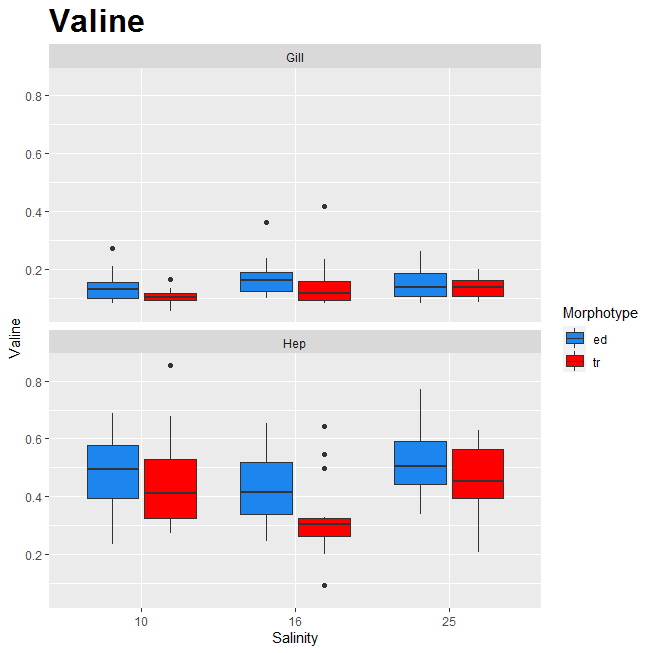 Valine
Gill
0.8
0.6
0.4
0.2
Valine
Hep
0.8
0.6
0.4
0.2
10 16 25
Salinity
Morphotype
ed
tr